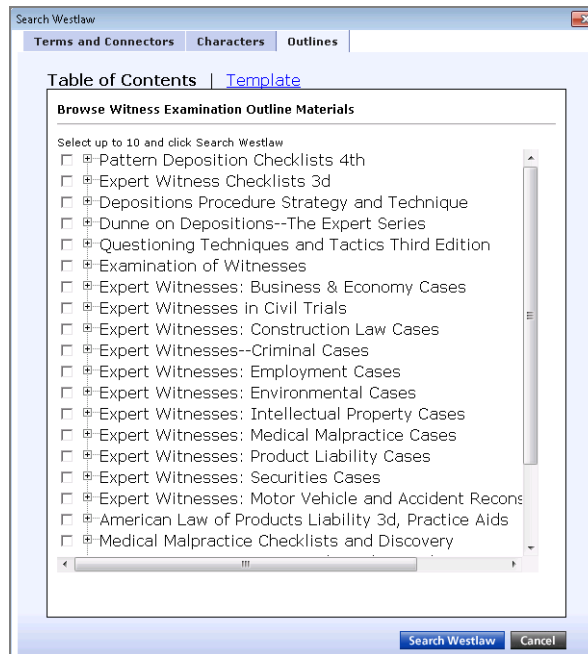 Search Westlaw
Terms and Connectors Characters Outlines
Table of Contents | Template
Browse Witness Examination Outline Materials
Select up to 10 and click Search Westlaw
Pattern Deposition Checklists 4th
Expert Witness Checklists 3d
Depositions Procedure Strategy and Technique
Dunne on Depositions--The Expert Series
Questioning Techniques and Tactics Third Edition
Examination of Witnesses
Expert Witnesses: Business & Economy Cases
Expert Witnesses in Civil Trials
Expert Witnesses: Construction Law Cases
Expert Witnesses--Criminal Cases
Expert Witnesses: Employment Cases
Expert Witnesses: Environmental Cases
Expert Witnesses: Intellectual Property Cases
Expert Witnesses: Medical Malpractice Cases
Expert Witnesses: Product Liability Cases
Expert Witnesses: Securities Cases
Expert Witnesses: Motor Vehicle and Accident Recons
American Law of Products Liability 3d, Practice Aids
Medical Malpractice Checklists and Discovery
Search Westlaw Cancel